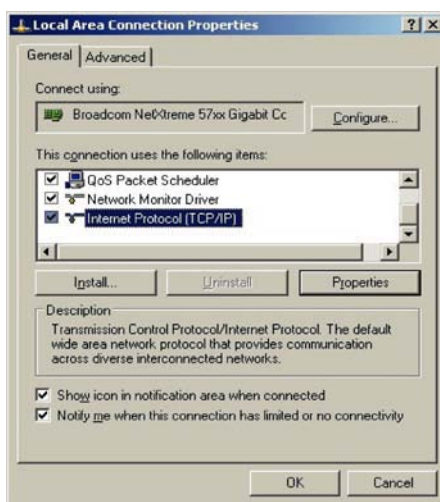 Local Area Connection Properties
General Advanced
Connect using:
Broadcom NetXtreme 57xx Gigabit Cc
Configure...
This connection uses the following items:
QoS Packet Scheduler
Network Monitor Driver
Internet Protocol (TCP/IP)
Install... Uninstall Properties
Description
Transmission Control Protocol/Internet Protocol. The default
wide area network protocol that provides communication
across diverse interconnected networks.
Show icon in notification area when connected
Notify me when this connection has limited or no connectivity
OK Cancel